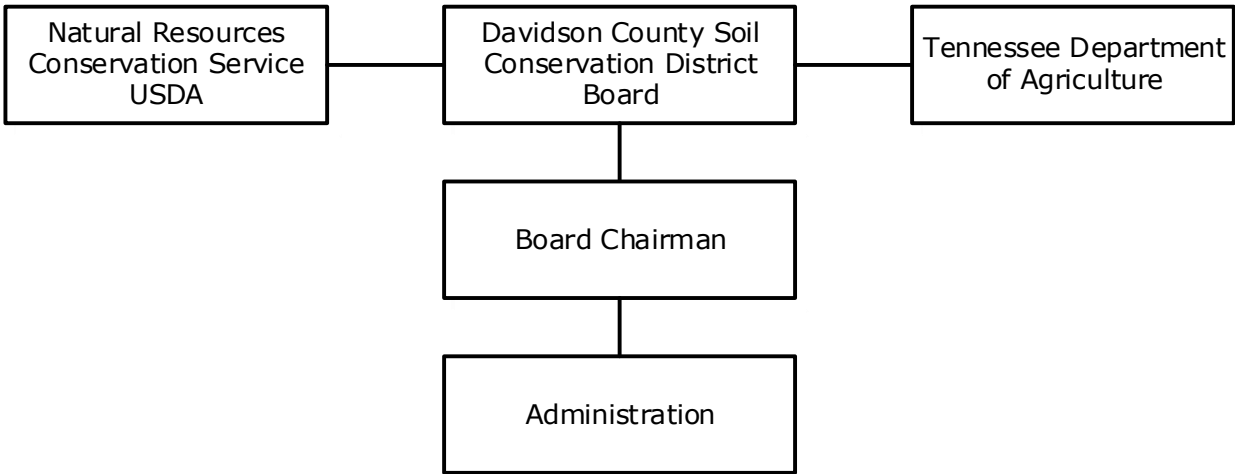 Natural Resources
Conservation Service
USDA
Davidson County Soil
Conservation District
Board
Tennessee Department
of Agriculture
Board Chairman
Administration